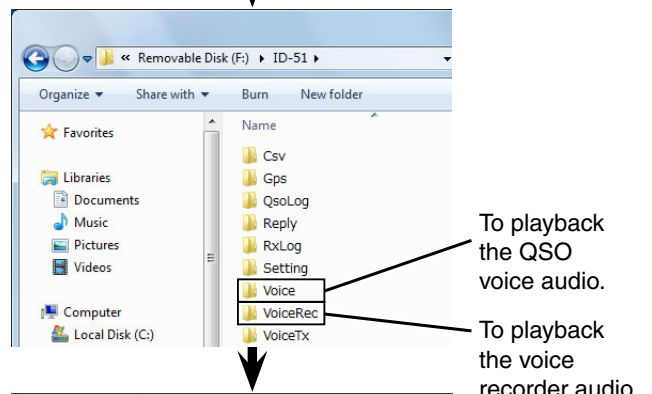 « Removable Disk (F:) ▸ ID-51 ▸
Organize ▼ Share with ▼ Burn New folder
Favorites
Libraries
Documents
Music
Pictures
Videos
Computer
Local Disk (C:)
Name
Csv
Gps
QsoLog
Reply
RxLog
Setting
Voice
VoiceRec
VoiceTx
To playback
the QSO
voice audio.
To playback
the voice
recorder audio